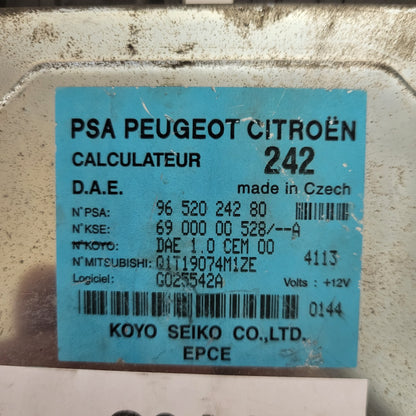 PSA PEUGEOT CITROËN
CALCULATEUR 242
D.A.E. made in Czech
N°PSA: 96 520 242 80
N°KSE: 69 000 00 528/--A
N°KOYO: DAE 1.0 CEM 00
N°MITSUBISHI: Q1T19074M1ZE 4113
Logiciel: G025542A Volts : +12V
0144
KOYO SEIKO CO.,LTD.
EPCE